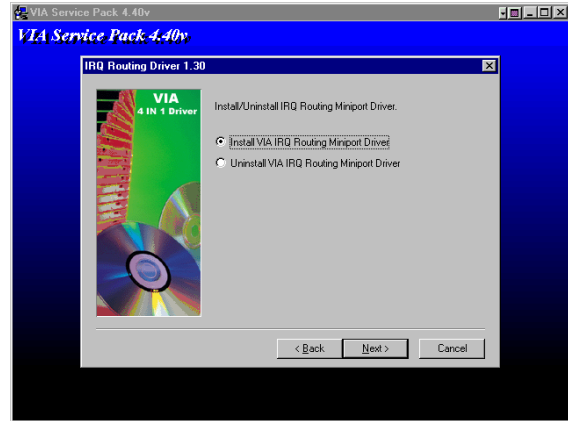 VIA Service Pack 4.40v
VIA Service Pack 4.40v
IRQ Routing Driver 1.30
VIA
4 IN 1 Driver
Install/Uninstall IRQ Routing Miniport Driver.
Install VIA IRQ Routing Miniport Driver
Uninstall VIA IRQ Routing Miniport Driver
< Back
Next >
Cancel